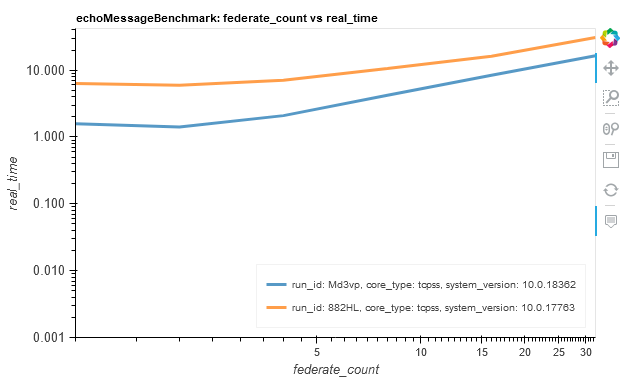 echoMessageBenchmark: federate_count vs real_time
10.000
1.000
0.100
0.010
0.001
real_time
run_id: Md3vp, core_type: tcpss, system_version: 10.0.18362
run_id: 882HL, core_type: tcpss, system_version: 10.0.17763
5 10 15 20 25 30
federate_count